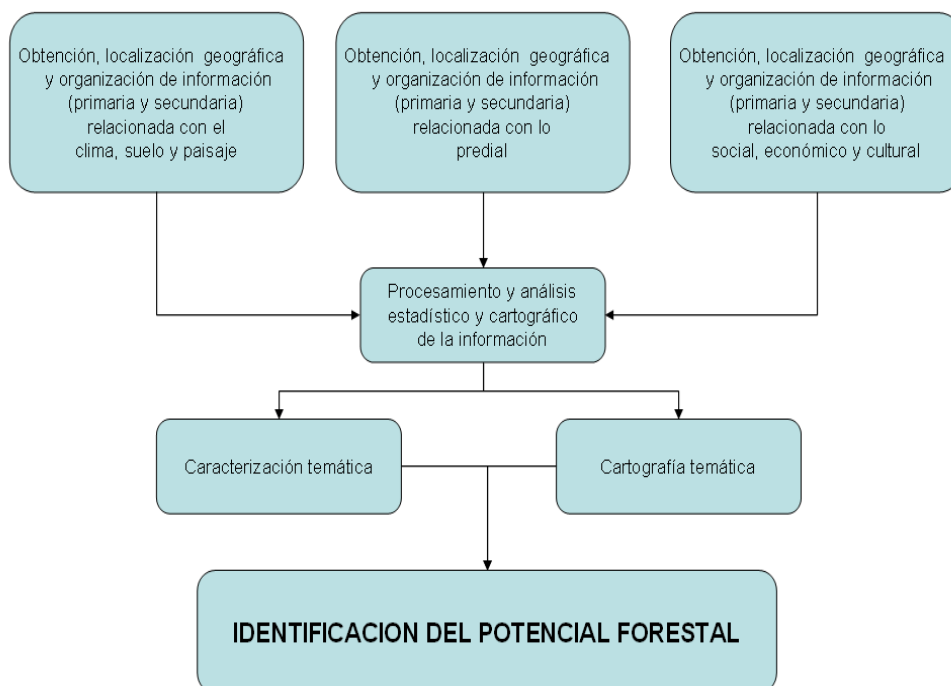 Obtención, localización geográfica
y organización de información
(primaria y secundaria)
relacionada con el
clima, suelo y paisaje
Obtención, localización geográfica
y organización de información
(primaria y secundaria)
relacionada con lo
predial
Obtención, localización geográfica
y organización de información
(primaria y secundaria)
relacionada con lo
social, económico y cultural
Procesamiento y análisis
estadístico y cartográfico
de la información
Caracterización temática
Cartografía temática
IDENTIFICACION DEL POTENCIAL FORESTAL